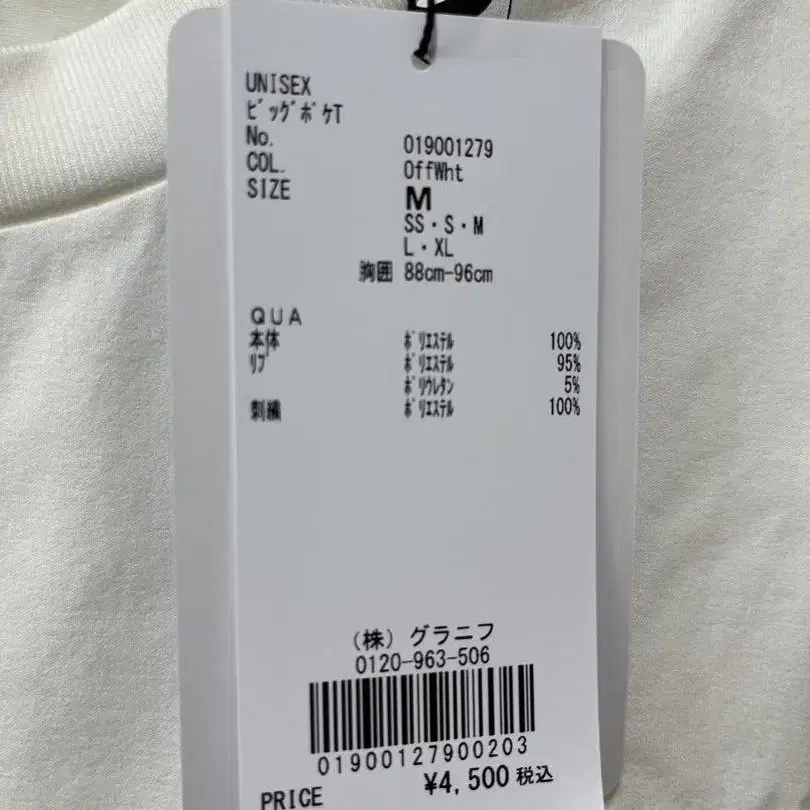 UNISEX
ﾋﾞｯｸﾞﾎﾟｹT
No. 019001279
COL. OffWht
SIZE M
SS・S・M
L・XL
胸囲 88cm-96cm
QUA
本体 ﾎﾟﾘｴｽﾃﾙ 100%
ﾘﾌﾞ ﾎﾟﾘｴｽﾃﾙ 95%
ﾎﾟﾘｳﾚﾀﾝ 5%
刺繍 ﾎﾟﾘｴｽﾃﾙ 100%
(株) グラニフ
0120-963-506
01900127900203
PRICE ¥4,500 税込